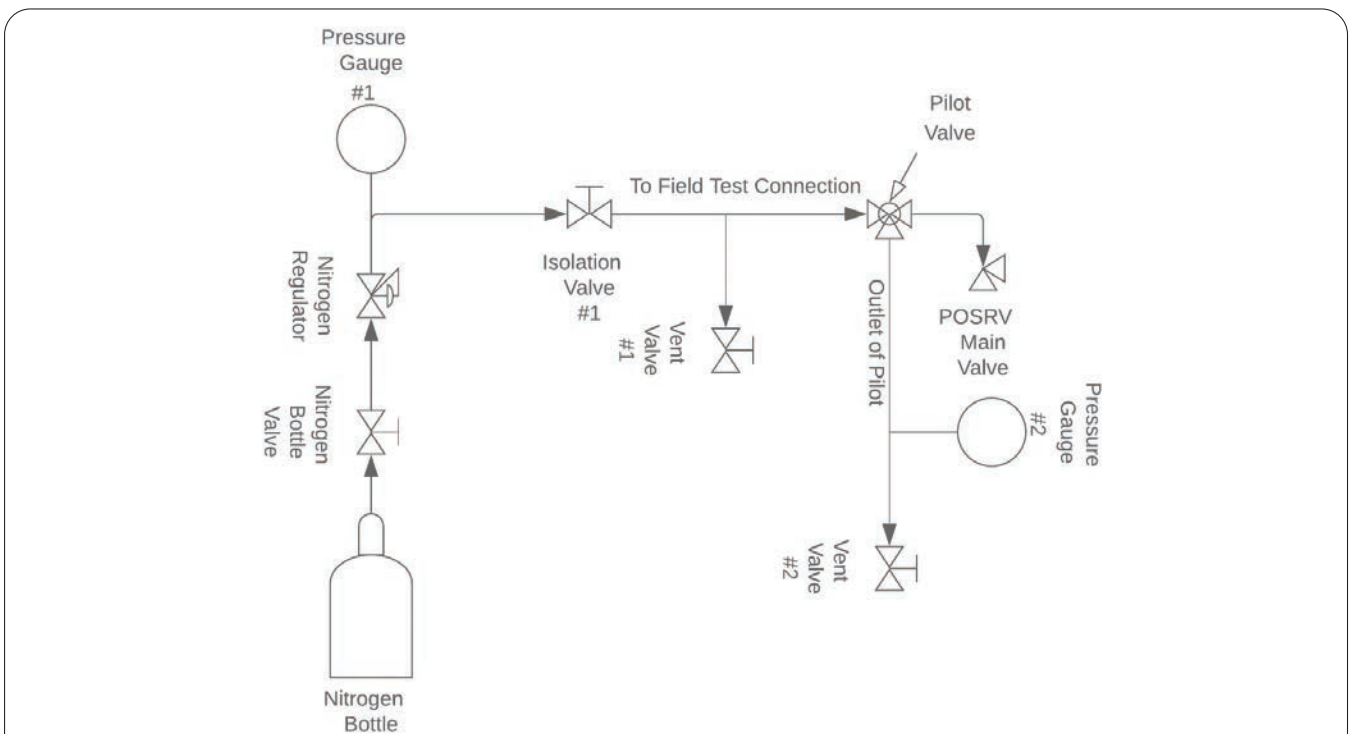 Pressure
Gauge
#1
Pilot
Valve
To Field Test Connection
Isolation
Valve
#1
Nitrogen
Regulator
Vent
Valve
#1
Outlet of Pilot
POSRV
Main
Valve
Nitrogen
Bottle
Valve
Pressure
Gauge
#2
Vent
Valve
#2
Nitrogen
Bottle